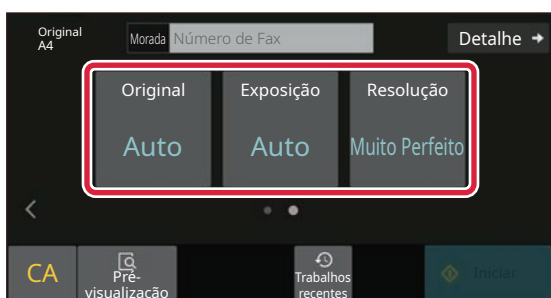 Original
A4
Morada Número de Fax
Detalhe
Original Exposição Resolução
Auto Auto Muito Perfeito
CA
Pré-
visualização
Trabalhos
recentes
Iniciar